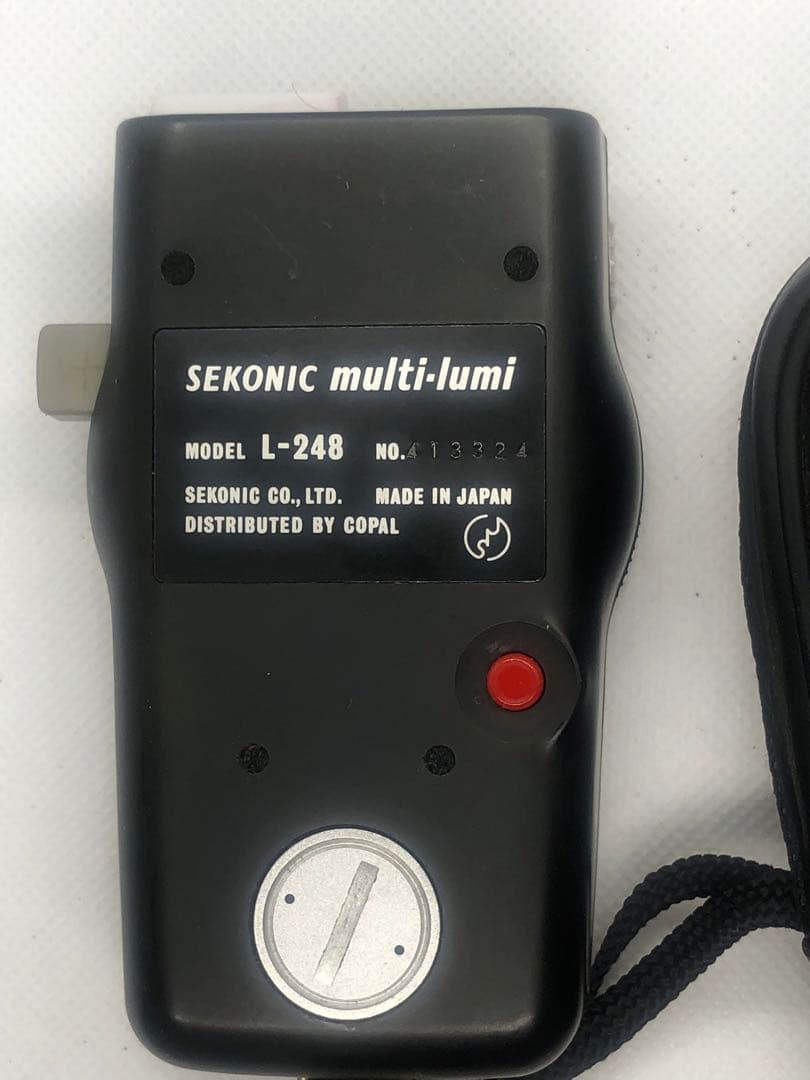 SEKONIC multi-lumi
MODEL L-248 NO. 413324
SEKONIC CO., LTD. MADE IN JAPAN
DISTRIBUTED BY COPAL